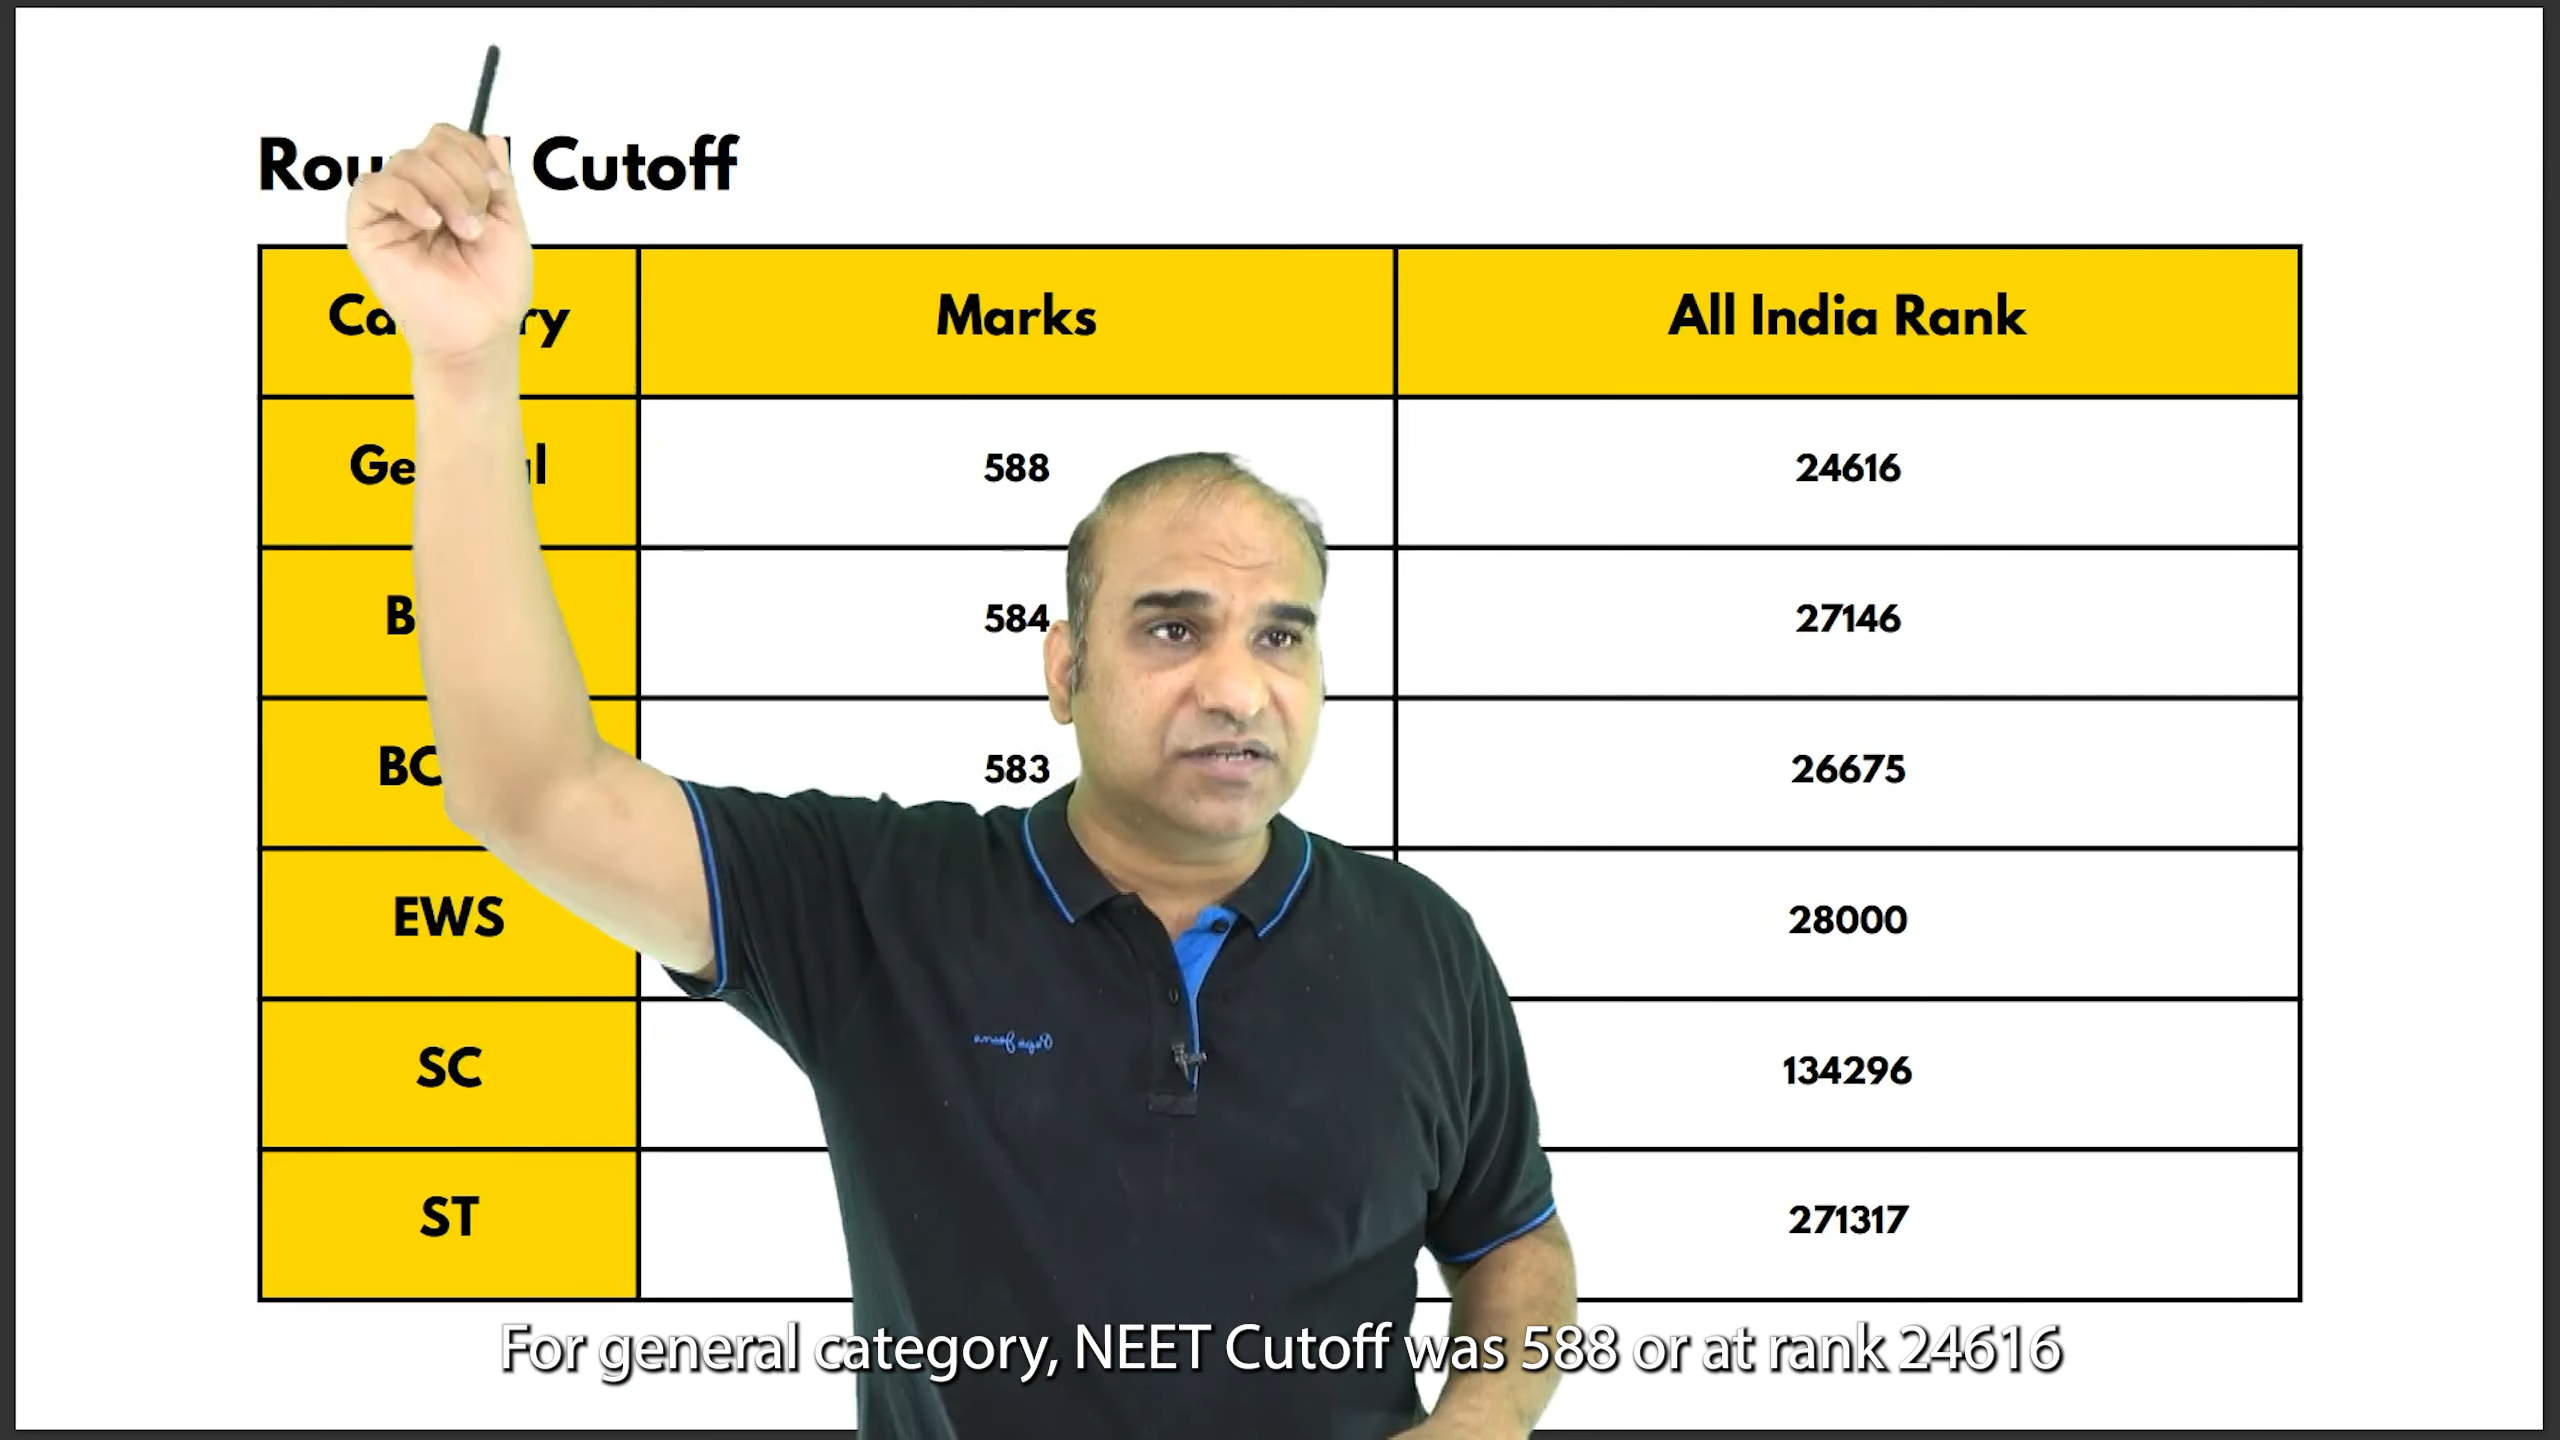 Cutoff
Marks
All India Rank
588
24616
584
27146
583
26675
EWS
28000
SC
134296
ST
271317
For general category, NEET Cutoff was 588 or at rank 24616